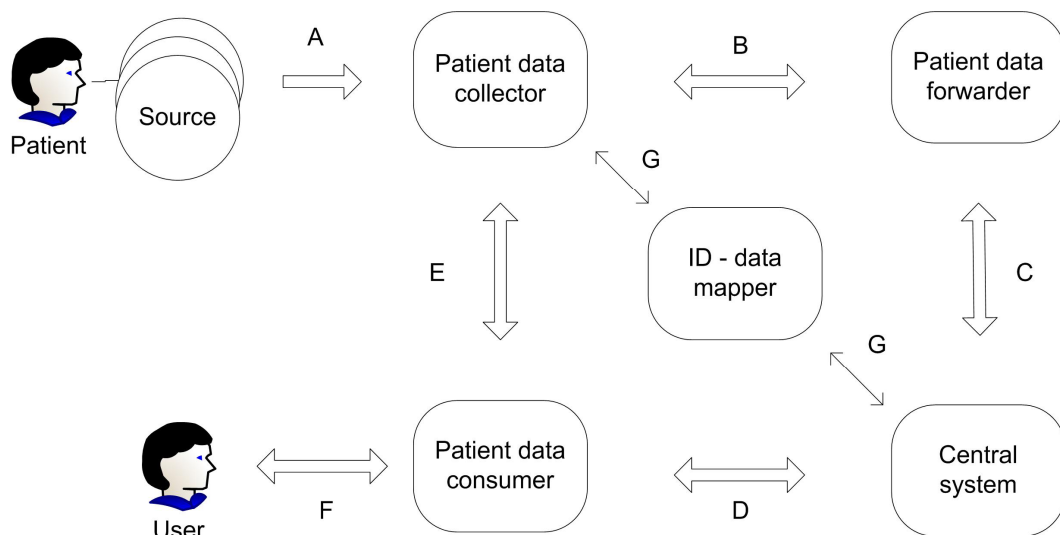 A
Patient data
collector
B
Patient data
forwarder
Source
Patient
G
E
ID - data
mapper
C
G
Patient data
consumer
Central
system
F
D
User